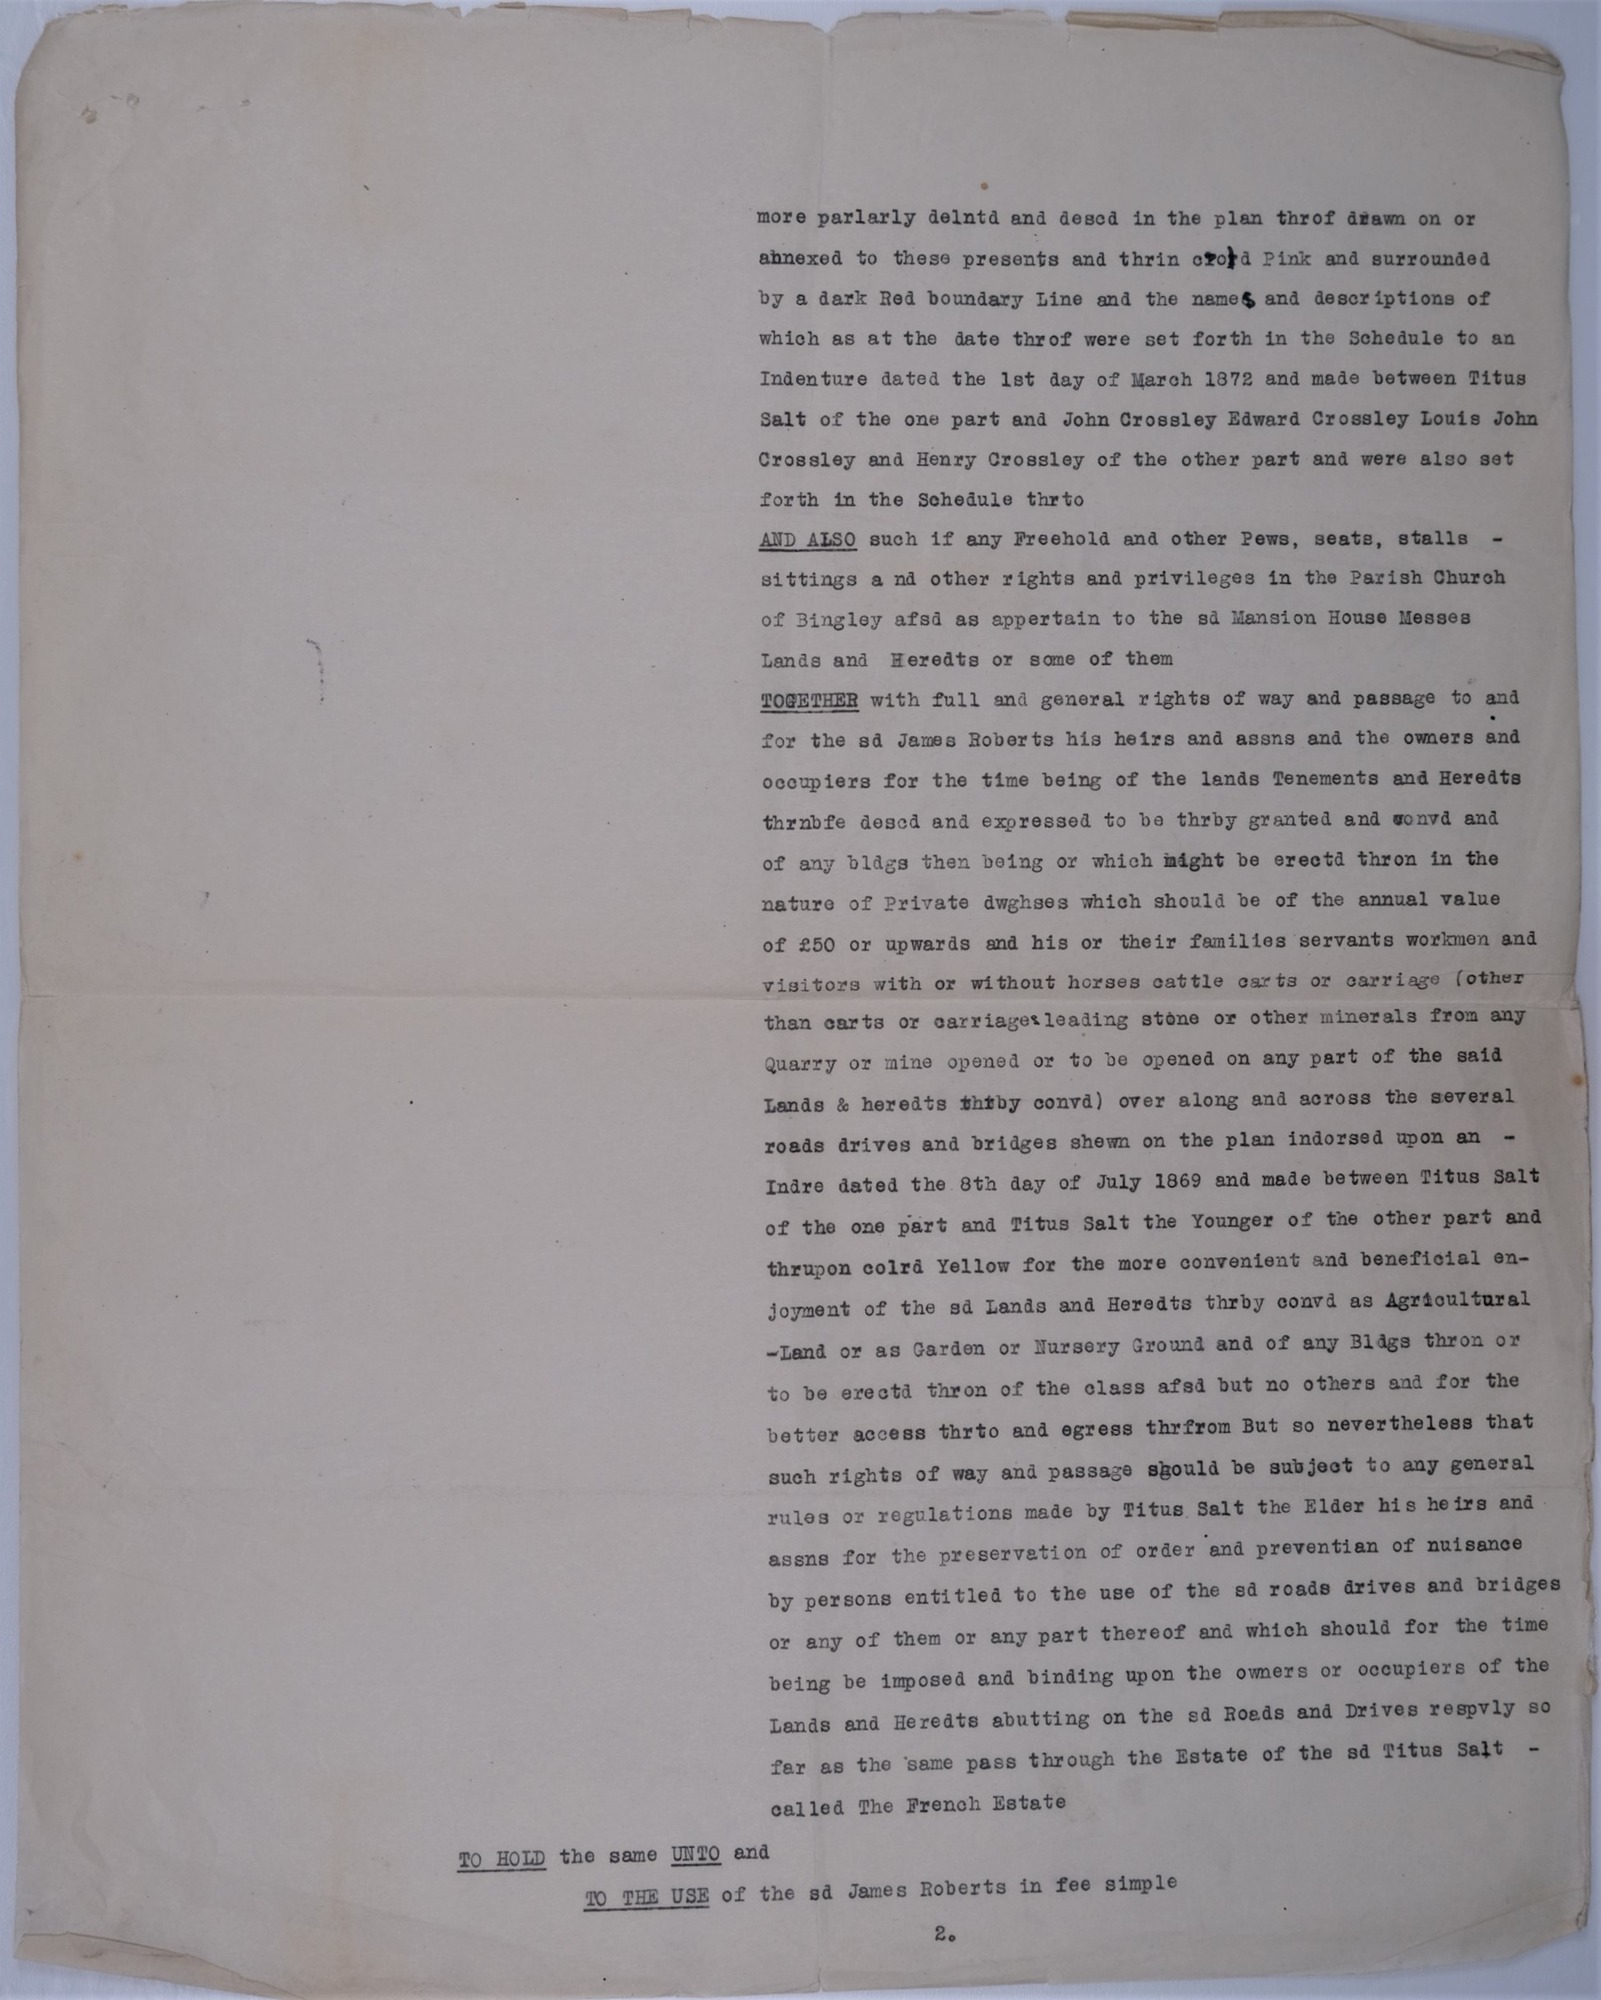 more parlarly delntd and descd in the plan throf drawn on or
annexed to these presents and thrin colrd Pink and surrounded
by a dark Red boundary Line and the names and descriptions of
which as at the date throf were set forth in the Schedule to an
Indenture dated the 1st day of March 1872 and made between Titus
Salt of the one part and John Crossley Edward Crossley Louis John
Crossley and Henry Crossley of the other part and were also set
forth in the Schedule thrto
AND ALSO such if any Freehold and other Pews, seats, stalls -
sittings a nd other rights and privileges in the Parish Church
of Bingley afsd as appertain to the sd Mansion House Messes
Lands and Heredts or some of them
TOGETHER with full and general rights of way and passage to and
for the sd James Roberts his heirs and assns and the owners and
occupiers for the time being of the lands Tenements and Heredts
thrnbfe descd and expressed to be thrby granted and convd and
of any bldgs then being or which might be erectd thron in the
nature of Private dwghses which should be of the annual value
of £50 or upwards and his or their families servants workmen and
visitors with or without horses cattle carts or carriage (other
than carts or carriages leading stone or other minerals from any
Quarry or mine opened or to be opened on any part of the said
Lands & heredts thrby convd) over along and across the several
roads drives and bridges shewn on the plan indorsed upon an -
Indre dated the 8th day of July 1869 and made between Titus Salt
of the one part and Titus Salt the Younger of the other part and
thrupon colrd Yellow for the more convenient and beneficial en-
joyment of the sd Lands and Heredts thrby convd as Agricultural
-Land or as Garden or Nursery Ground and of any Bldgs thron or
to be erectd thron of the class afsd but no others and for the
better access thrto and egress thrfrom But so nevertheless that
such rights of way and passage should be subject to any general
rules or regulations made by Titus Salt the Elder his heirs and
assns for the preservation of order and preventian of nuisance
by persons entitled to the use of the sd roads drives and bridges
or any of them or any part thereof and which should for the time
being be imposed and binding upon the owners or occupiers of the
Lands and Heredts abutting on the sd Roads and Drives respvly so
far as the same pass through the Estate of the sd Titus Salt -
called The French Estate
TO HOLD the same UNTO and
TO THE USE of the sd James Roberts in fee simple
2.